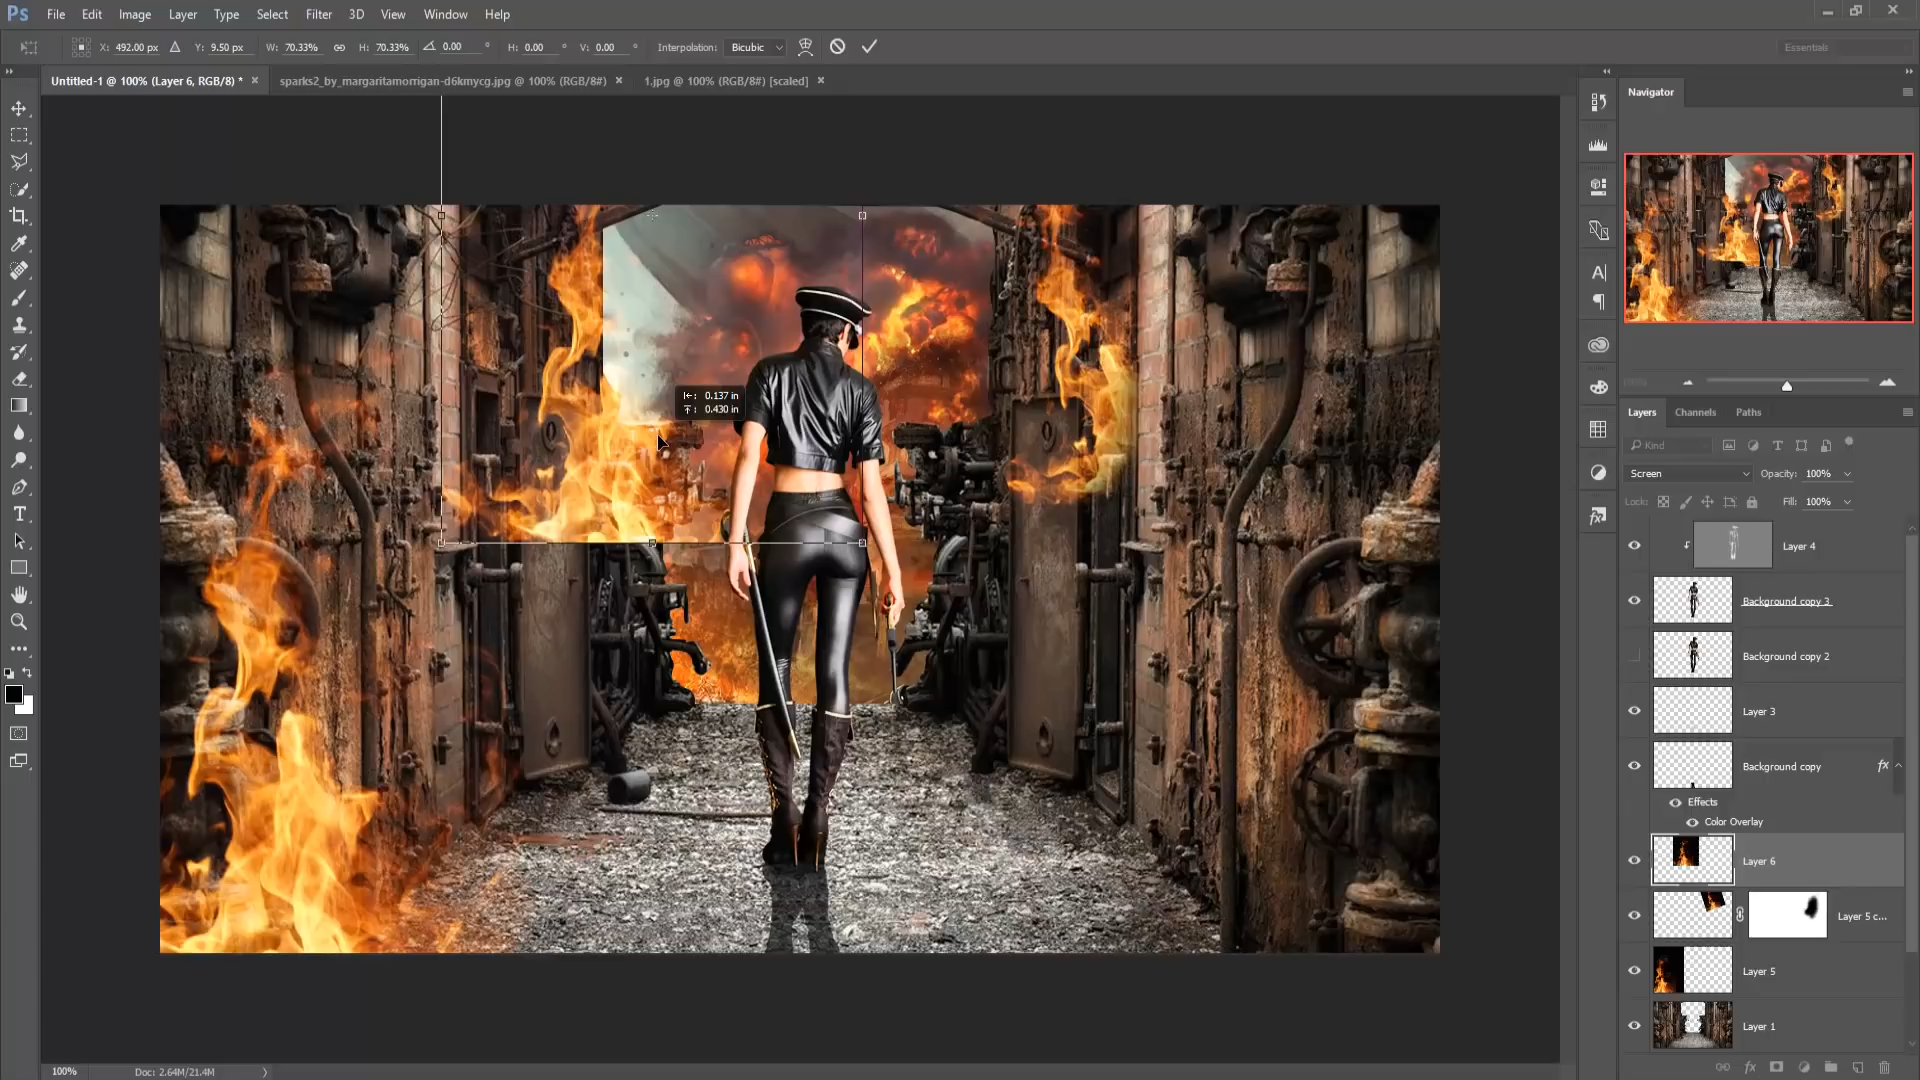 Ps File Edit Image Layer Type Select Filter 3D View Window Help
X: 492.00 px Y: 9.50 px W: 70.33% H: 70.33% 0.00 ° H: 0.00 ° V: 0.00 ° Interpolation: Bicubic Essentials
Untitled-1 @ 100% (Layer 6, RGB/8) * sparks2_by_margaritamorrigan-d6kmycg.jpg @ 100% (RGB/8#) 1.jpg @ 100% (RGB/8#) [scaled]
Navigator
0.137 in
0.430 in
Layers Channels Paths
Kind
Screen Opacity: 100%
Lock: Fill: 100%
Layer 4
Background copy 3
Background copy 2
Layer 3
Background copy fx
Effects
Color Overlay
Layer 6
Layer 5 c...
Layer 5
Layer 1
100% Doc: 2.64M/21.4M